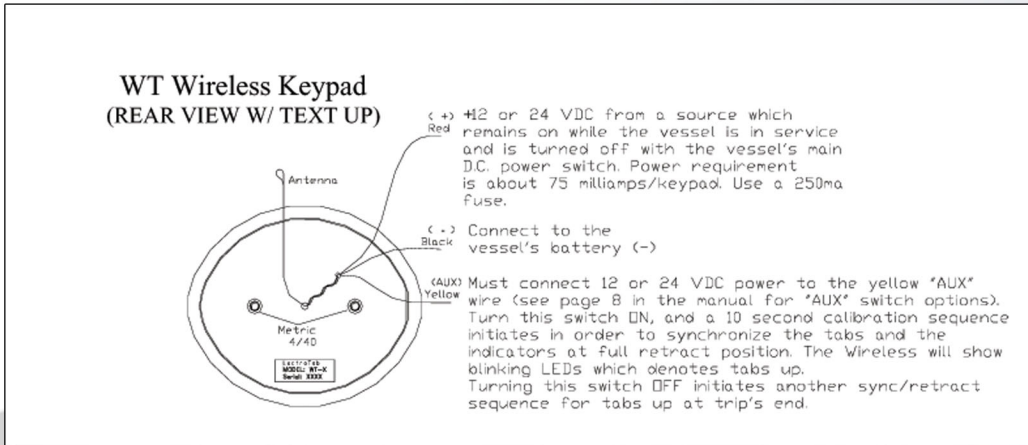 WT Wireless Keypad
(REAR VIEW W/ TEXT UP)
Antenna
Metric
4/40
ElectroTab
MODEL: WT-X
Serial: XXXX
(+)
Red
+12 or 24 VDC from a source which
remains on while the vessel is in service
and is turned off with the vessel's main
D.C. power switch. Power requirement
is about 75 milliamps/keypad. Use a 250ma
fuse.
(-)
Black
Connect to the
vessel's battery (-)
(AUX)
Yellow
Must connect 12 or 24 VDC power to the yellow "AUX"
wire (see page 8 in the manual for "AUX" switch options).
Turn this switch ON, and a 10 second calibration sequence
initiates in order to synchronize the tabs and the
indicators at full retract position. The Wireless will show
blinking LEDs which denotes tabs up.
Turning this switch OFF initiates another sync/retract
sequence for tabs up at trip's end.